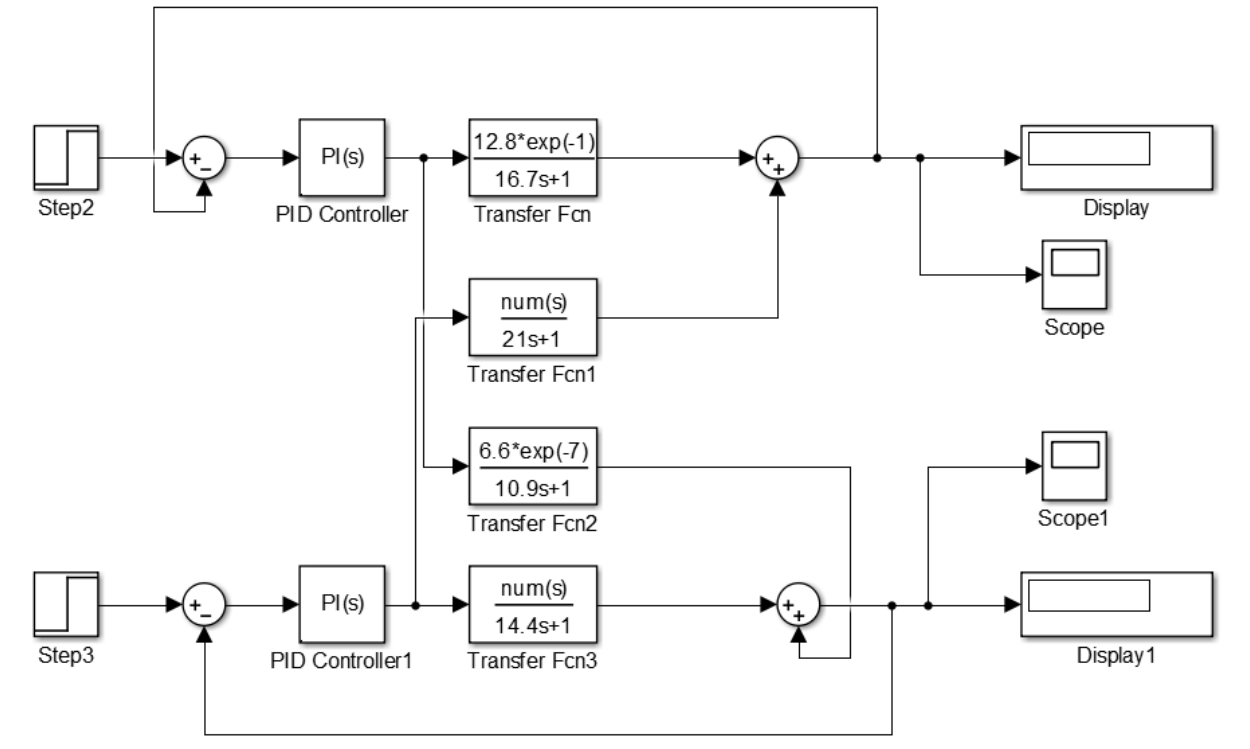 Step2
+
−
PI(s)
PID Controller
12.8*exp(-1)
16.7s+1
Transfer Fcn
+
+
Display
Scope
num(s)
21s+1
Transfer Fcn1
6.6*exp(-7)
10.9s+1
Transfer Fcn2
Scope1
Step3
+
−
PI(s)
PID Controller1
num(s)
14.4s+1
Transfer Fcn3
+
+
Display1